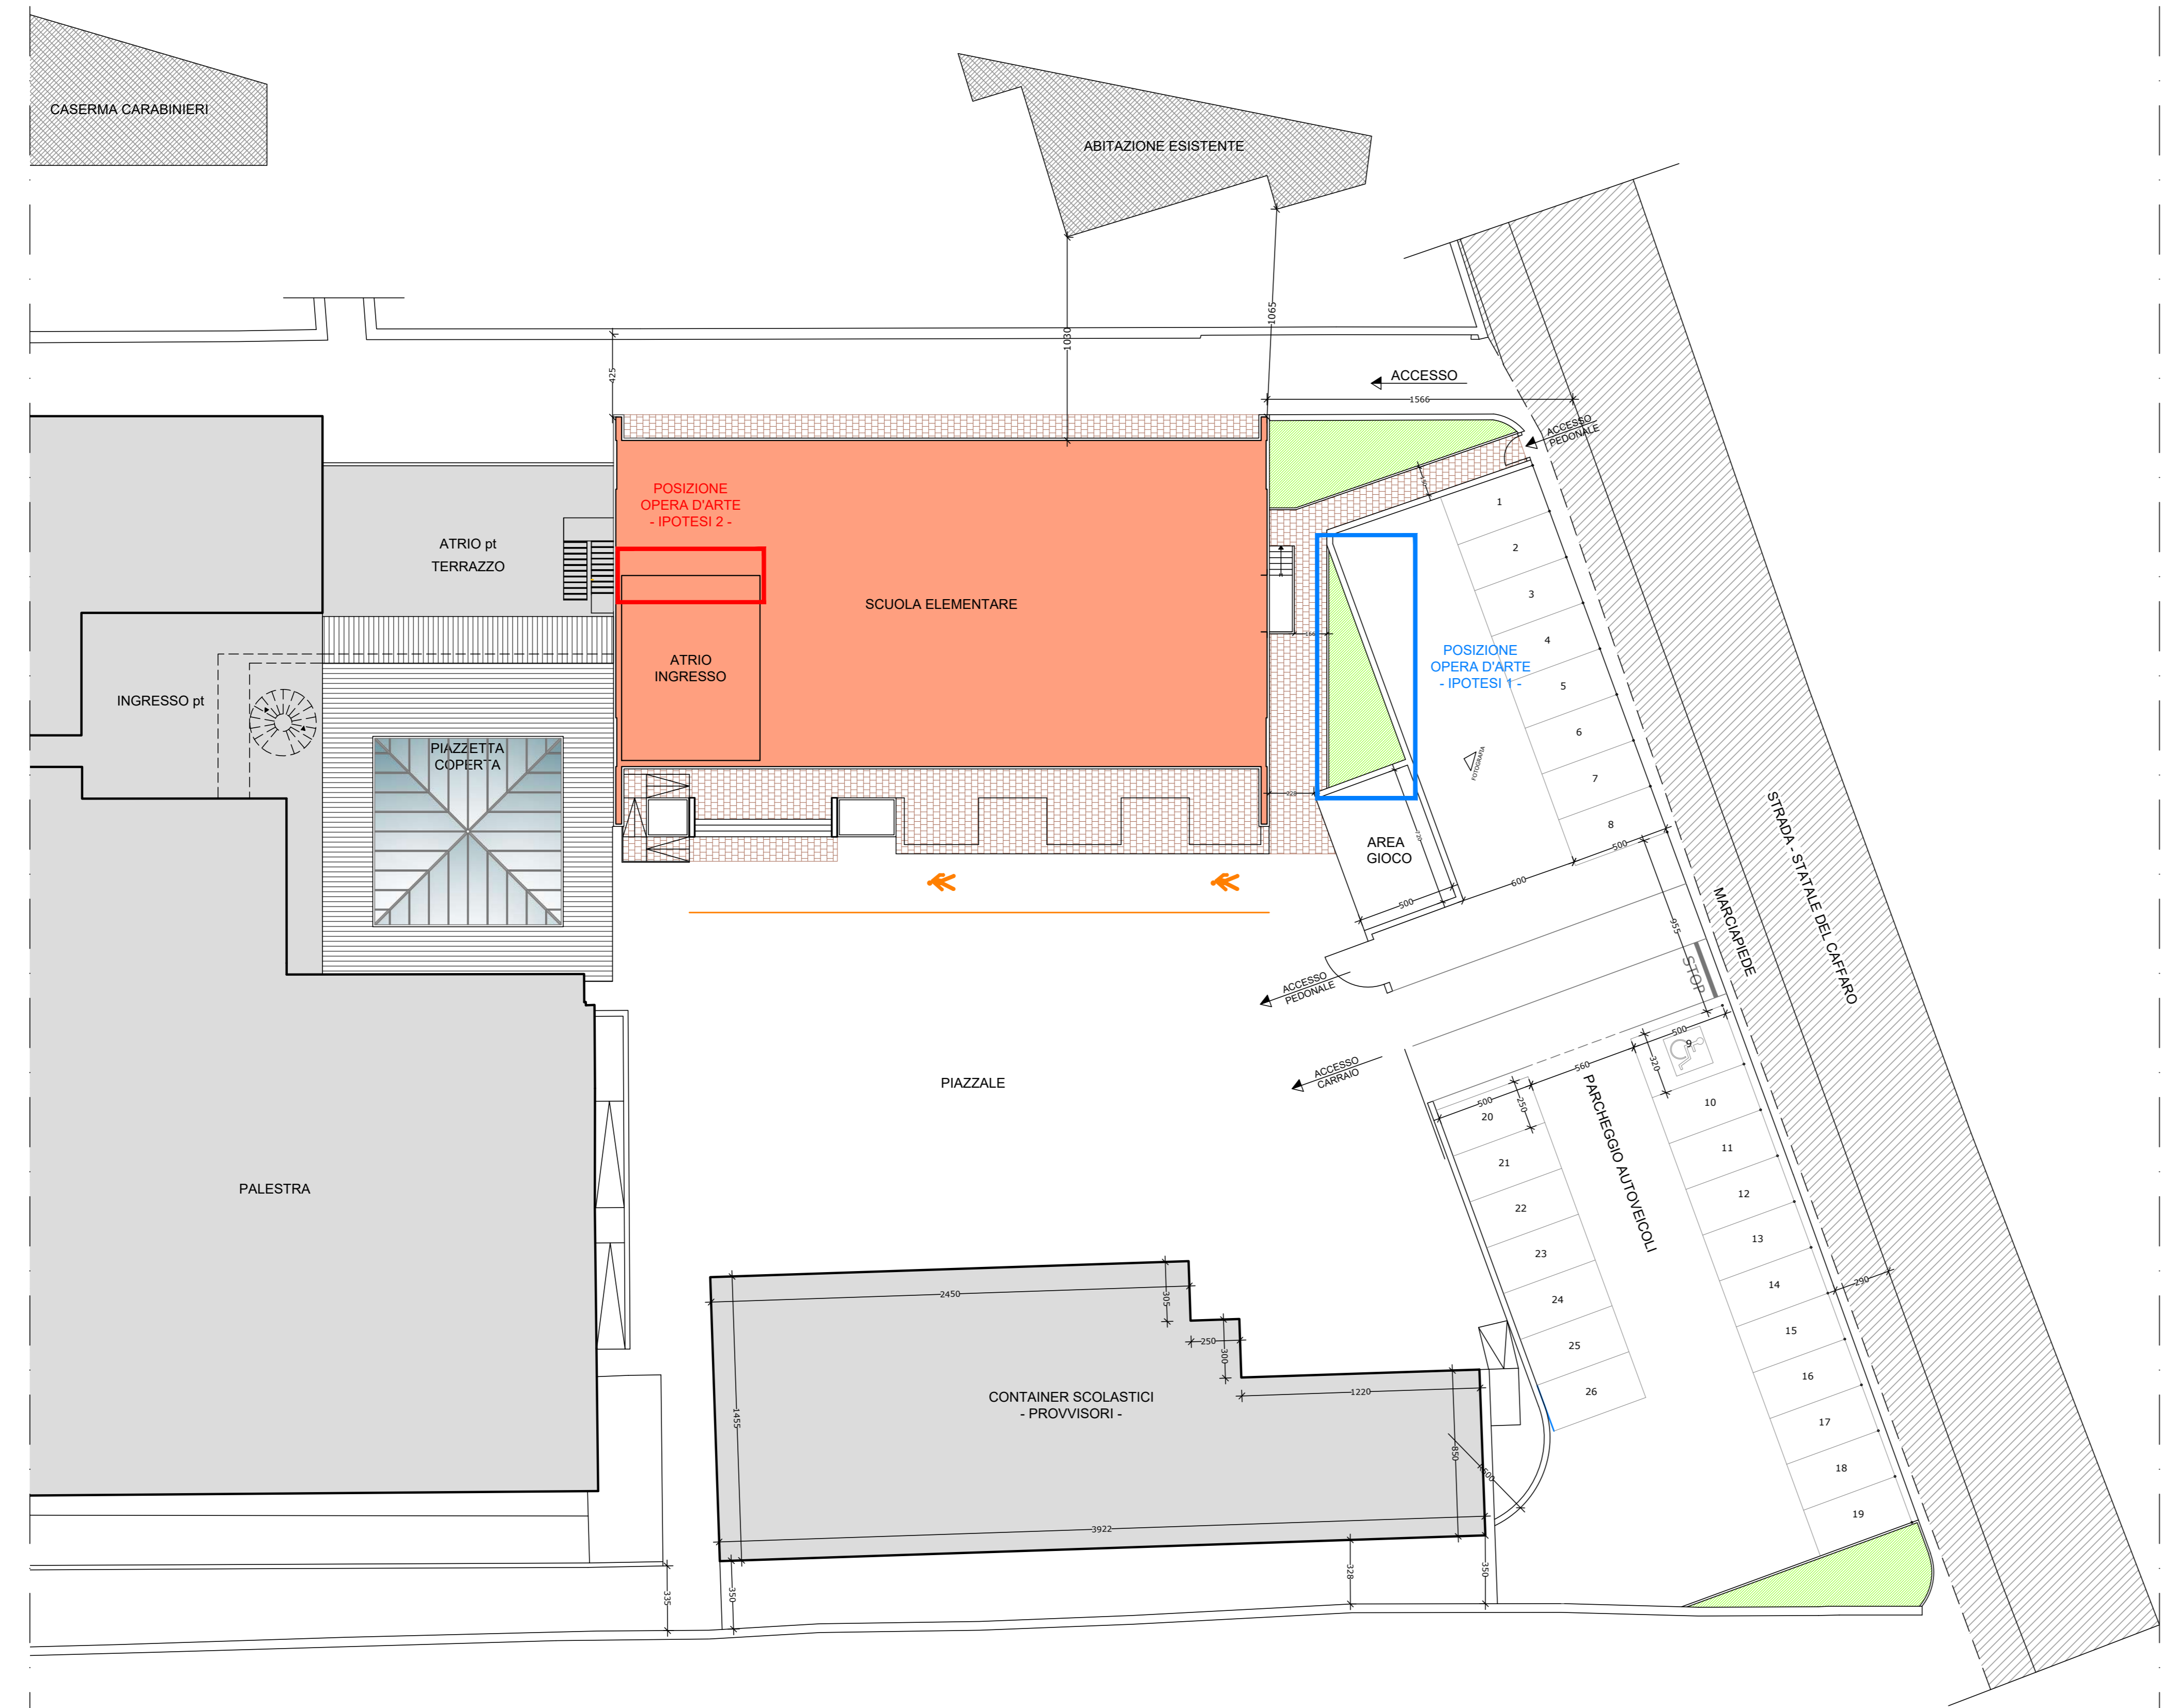 CASERMA CARABINIERI
ABITAZIONE ESISTENTE
1065
1030
425
ACCESSO
1566
ACCESSO
PEDONALE
POSIZIONE
OPERA D'ARTE
- IPOTESI 2 -
ATRIO pt
TERRAZZO
SCUOLA ELEMENTARE
ATRIO
INGRESSO
INGRESSO pt
PIAZZETTA
COPERTA
1
2
3
4
5
6
7
8
POSIZIONE
OPERA D'ARTE
- IPOTESI 1 -
FOTOGRAFIA
220
720
AREA
GIOCO
500
600
500
955
STRADA - STATALE DEL CAFFARO
MARCIAPIEDE
STOP
ACCESSO
PEDONALE
ACCESSO
CARRAIO
PIAZZALE
500
9
320
560
500
250
PARCHEGGIO AUTOVEICOLI
20
21
22
23
24
25
26
10
11
12
13
14
15
16
17
18
19
290
PALESTRA
2450
305
250
300
1220
CONTAINER SCOLASTICI
- PROVVISORI -
1455
850
3922
335
350
328
350